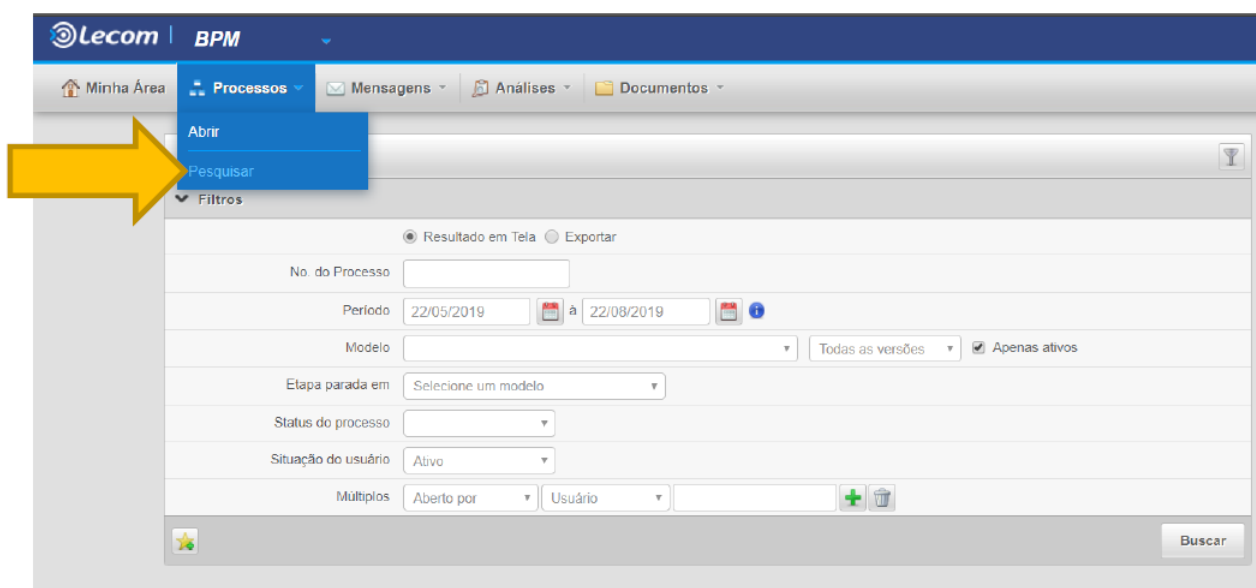 Lecom | BPM
Minha Área Processos Mensagens Análises Documentos
Abrir
Pesquisar
Filtros
Resultado em Tela Exportar
No. do Processo
Período 22/05/2019 à 22/08/2019
Modelo Todas as versões Apenas ativos
Etapa parada em Selecione um modelo
Status do processo
Situação do usuário Ativo
Múltiplos Aberto por Usuário
Buscar